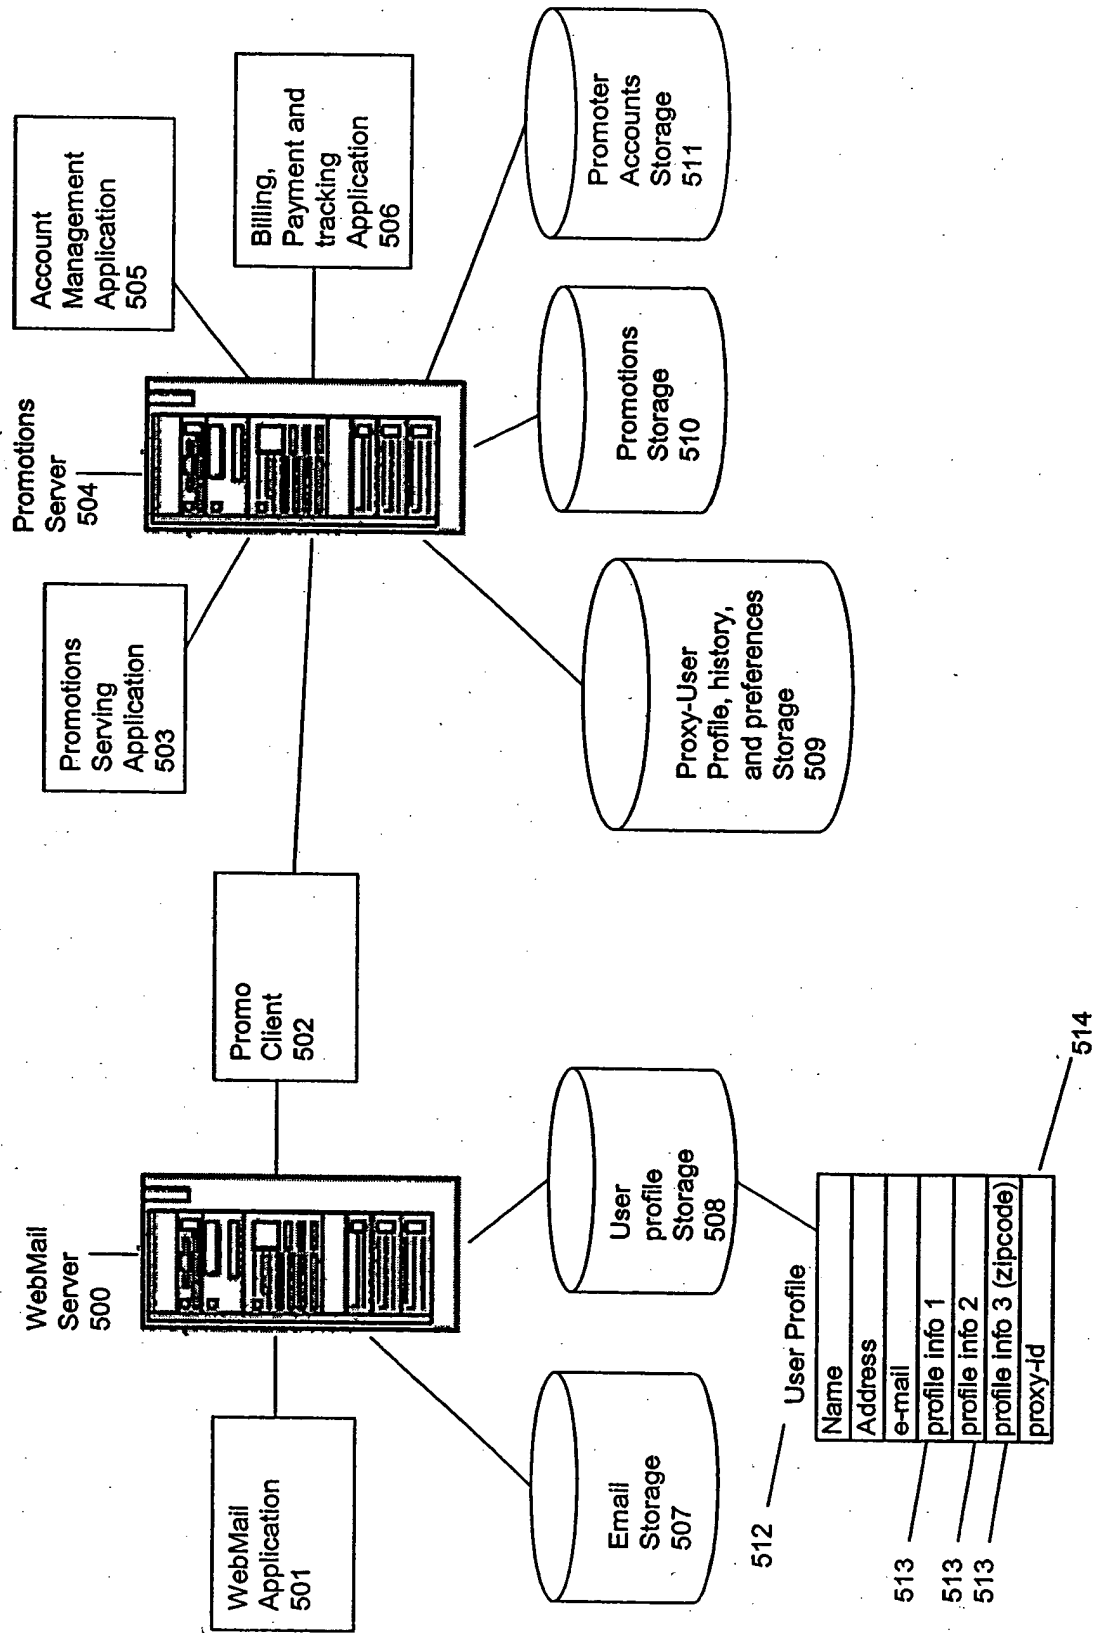 WebMail
Server
500
WebMail
Application
501
Promo
Client
502
Promotions
Serving
Application
503
Promotions
Server
504
Account
Management
Application
505
Billing,
Payment and
tracking
Application
506
Email
Storage
507
User
profile
Storage
508
Proxy-User
Profile, history,
and preferences
Storage
509
Promotions
Storage
510
Promoter
Accounts
Storage
511
512
User Profile
Name
Address
e-mail
513
profile info 1
513
profile info 2
513
profile info 3 (zipcode)
proxy-id
514